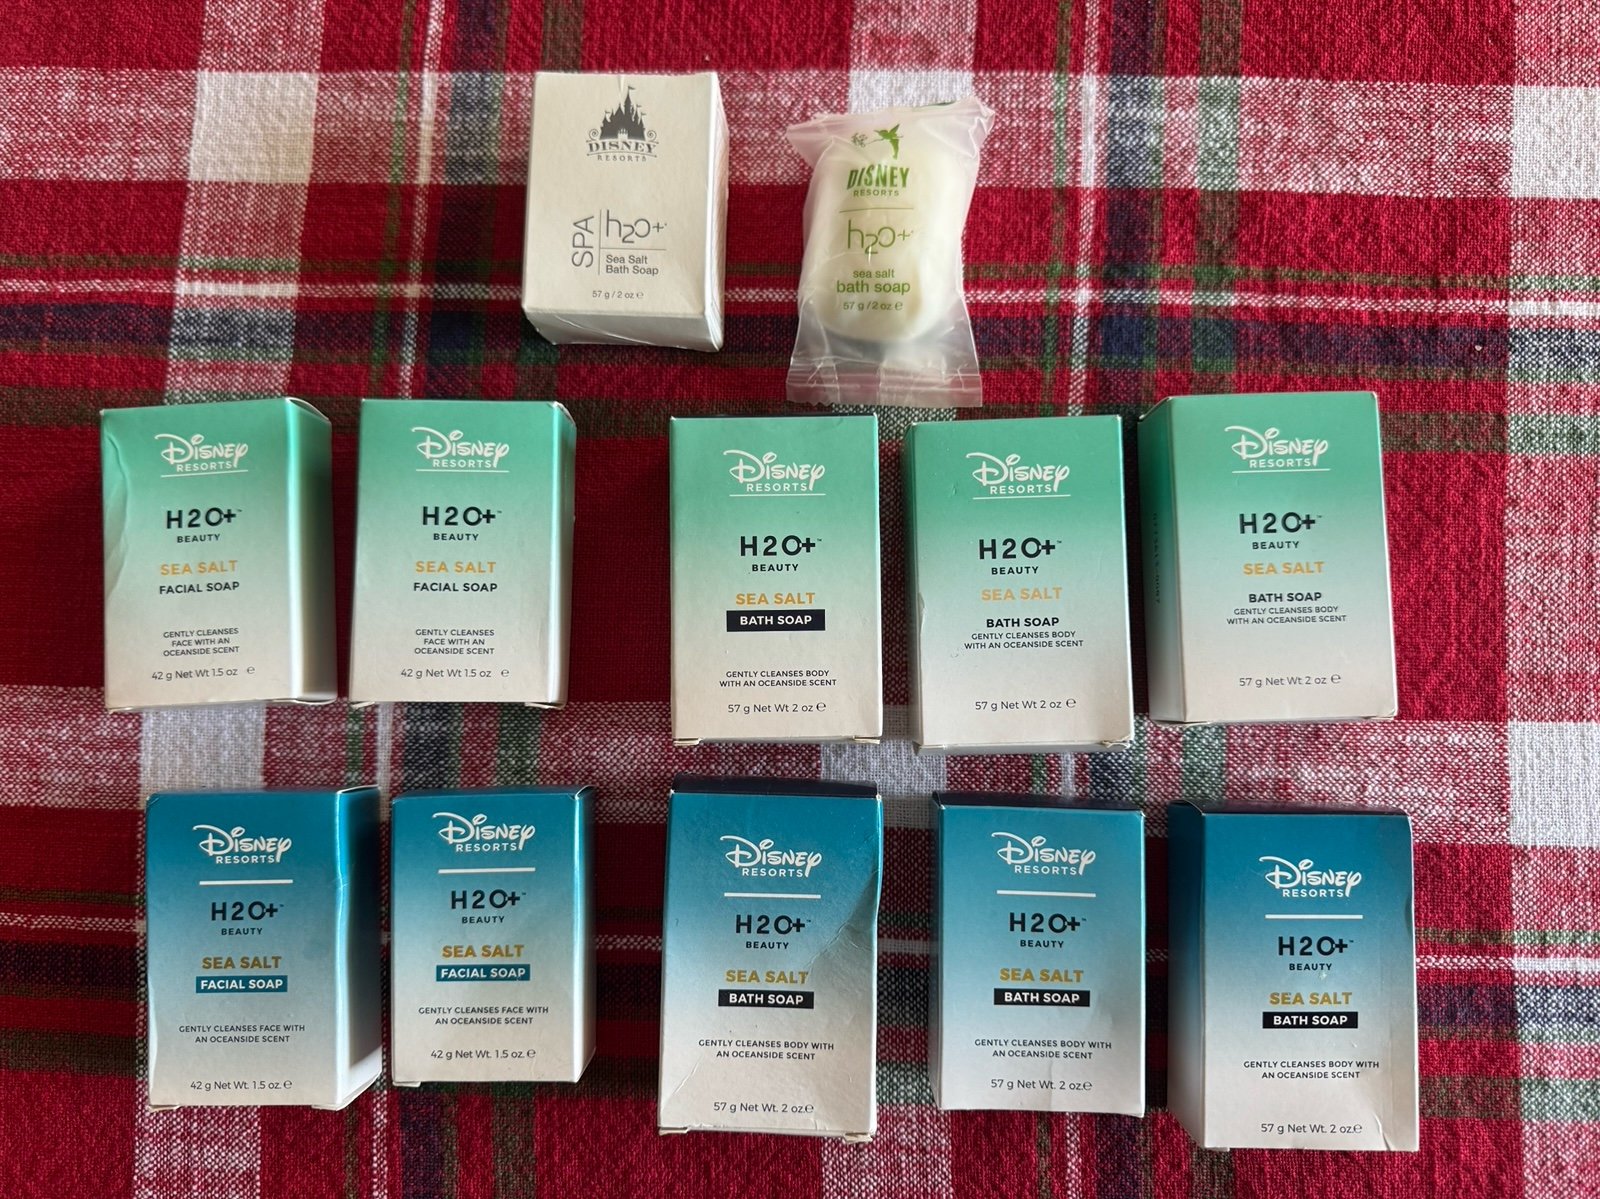 DISNEY
RESORTS
SPA
h2o+
Sea Salt
Bath Soap
57 g / 2 oz e
DISNEY
RESORTS
h2o+
sea salt
bath soap
57 g / 2 oz e
Disney
RESORTS
H2O+™
BEAUTY
SEA SALT
FACIAL SOAP
GENTLY CLEANSES
FACE WITH AN
OCEANSIDE SCENT
42 g Net Wt 1.5 oz e
Disney
RESORTS
H2O+™
BEAUTY
SEA SALT
FACIAL SOAP
GENTLY CLEANSES
FACE WITH AN
OCEANSIDE SCENT
42 g Net Wt 1.5 oz e
Disney
RESORTS
H2O+™
BEAUTY
SEA SALT
BATH SOAP
GENTLY CLEANSES BODY
WITH AN OCEANSIDE SCENT
57 g Net Wt 2 oz e
Disney
RESORTS
H2O+™
BEAUTY
SEA SALT
BATH SOAP
GENTLY CLEANSES BODY
WITH AN OCEANSIDE SCENT
57 g Net Wt 2 oz e
Disney
RESORTS
H2O+™
BEAUTY
SEA SALT
BATH SOAP
GENTLY CLEANSES BODY
WITH AN OCEANSIDE SCENT
57 g Net Wt 2 oz e
Disney
RESORTS
H2O+™
BEAUTY
SEA SALT
FACIAL SOAP
GENTLY CLEANSES FACE WITH
AN OCEANSIDE SCENT
42 g Net Wt. 1.5 oz. e
Disney
RESORTS
H2O+™
BEAUTY
SEA SALT
FACIAL SOAP
GENTLY CLEANSES FACE WITH
AN OCEANSIDE SCENT
42 g Net Wt. 1.5 oz. e
Disney
RESORTS
H2O+™
BEAUTY
SEA SALT
BATH SOAP
GENTLY CLEANSES BODY WITH
AN OCEANSIDE SCENT
57 g Net Wt. 2 oz.e
Disney
RESORTS
H2O+™
BEAUTY
SEA SALT
BATH SOAP
GENTLY CLEANSES BODY WITH
AN OCEANSIDE SCENT
57 g Net Wt. 2 oz.e
Disney
RESORTS
H2O+™
BEAUTY
SEA SALT
BATH SOAP
GENTLY CLEANSES BODY WITH
AN OCEANSIDE SCENT
57 g Net Wt. 2 oz.e